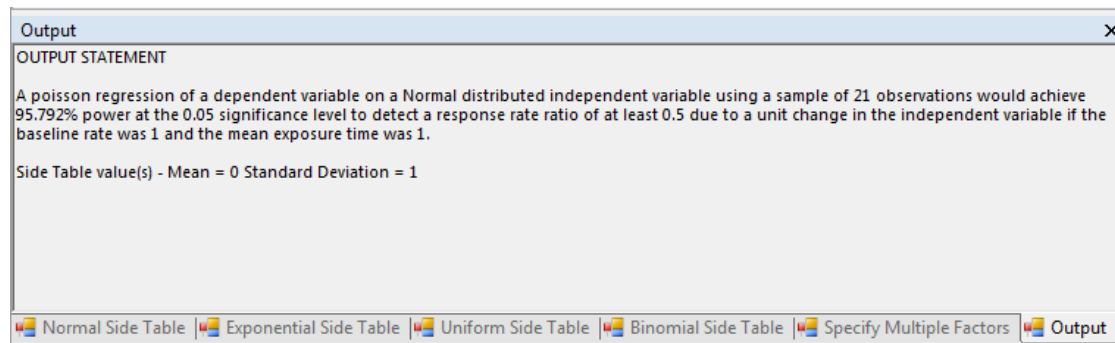 Output
OUTPUT STATEMENT
A poisson regression of a dependent variable on a Normal distributed independent variable using a sample of 21 observations would achieve
95.792% power at the 0.05 significance level to detect a response rate ratio of at least 0.5 due to a unit change in the independent variable if the
baseline rate was 1 and the mean exposure time was 1.
Side Table value(s) - Mean = 0 Standard Deviation = 1
Normal Side Table Exponential Side Table Uniform Side Table Binomial Side Table Specify Multiple Factors Output